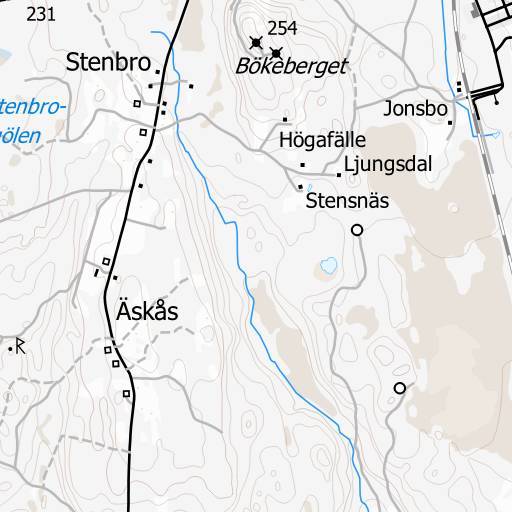 231
254
Stenbro
Bökeberget
tenbro-
ölen
Jonsbo
Högafälle
Ljungsdal
Stensnäs
Äskås
R